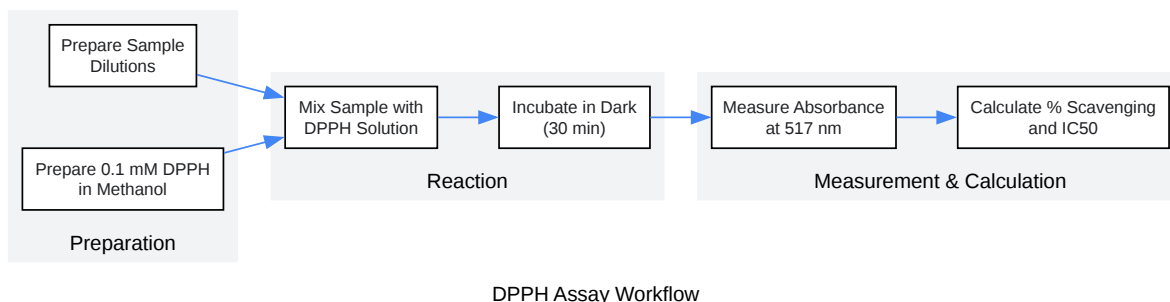 Prepare Sample
Dilutions
Prepare 0.1 mM DPPH
in Methanol
Preparation
Mix Sample with
DPPH Solution
Incubate in Dark
(30 min)
Reaction
Measure Absorbance
at 517 nm
Calculate % Scavenging
and IC50
Measurement & Calculation
DPPH Assay Workflow